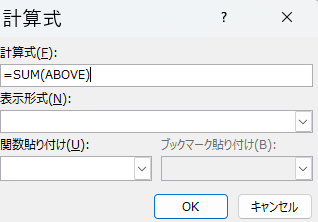 計算式
?
計算式(F):
=SUM(ABOVE)
表示形式(N):
関数貼り付け(U):
ブックマーク貼り付け(B):
OK
キャンセル